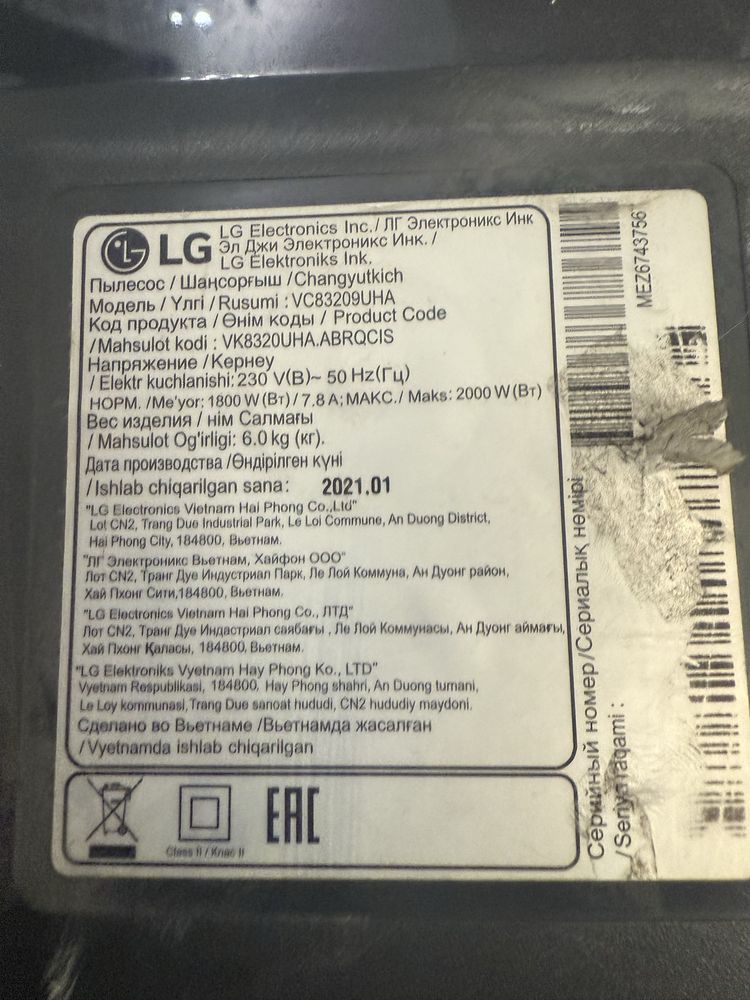 LG
LG Electronics Inc./ ЛГ Электроникс Инк
Эл Джи Электроникс Инк. /
LG Elektroniks Ink.
Пылесос / Шаңсорғыш /Changyutkich
Модель / Үлгі / Rusumi : VC83209UHA
Код продукта / Өнім коды / Product Code
/ Mahsulot kodi : VK8320UHA.ABRQCIS
Напряжение / Кернеу
/ Elektr kuchlanishi: 230 V(В)~ 50 Hz(Гц)
НОРМ. /Me'yor: 1800 W (Вт) / 7.8 A; МАКС./ Maks: 2000 W (Вт)
Вес изделия / нім Салмағы
/ Mahsulot Og'irligi: 6.0 kg (кг).
Дата производства /Өндірілген күні
/Ishlab chiqarilgan sana: 2021.01
"LG Electronics Vietnam Hai Phong Co.,Ltd"
Lot CN2, Trang Due Industrial Park, Le Loi Commune, An Duong District,
Hai Phong City, 184800, Вьетнам.
"ЛГ Электроникс Вьетнам, Хайфон ООО"
Лот CN2, Транг Дуе Индустриал Парк, Ле Лой Коммуна, Ан Дуонг район,
Хай Пхонг Сити,184800, Вьетнам.
"LG Electronics Vietnam Hai Phong Co., ЛТД"
Лот CN2, Транг Дуе Индастриал саябағы , Ле Лой Коммунасы, Ан Дуонг аймағы,
Хай Пхонг Қаласы, 184800, Вьетнам.
"LG Elektroniks Vyetnam Hay Phong Ko., LTD"
Vyetnam Respublikasi, 184800, Hay Phong shahri, An Duong tumani,
Le Loy kommunasi, Trang Due sanoat hududi, CN2 hududiy maydoni.
Сделано во Вьетнаме /Вьетнамда жасалған
/Vyetnamda ishlab chiqarilgan
Class II / Клас II
EAC
MEZ6743756
Серийный номер/Сериалық немірі
/ Seriya raqami :